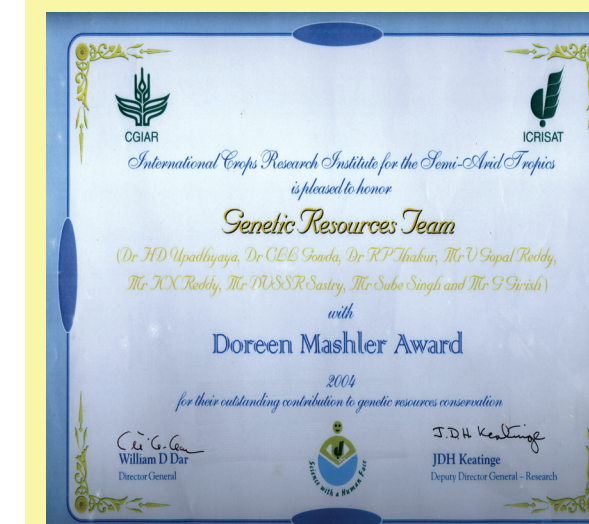 CGIAR
ICRISAT
International Crops Research Institute for the Semi-Arid Tropics
is pleased to honor
Genetic Resources Team
(Dr HD Upadhyaya, Dr CLL Gowda, Dr RP Thakur, Mr U Gopal Reddy,
Mr KN Reddy, Mr DVSSR Sastry, Mr Sube Singh and Mr G Girish)
with
Doreen Mashler Award
2004
for their outstanding contribution to genetic resources conservation
J.D.H Keatinge
William D Dar
JDH Keatinge
Director General
Deputy Director General – Research
Science with a Human Face